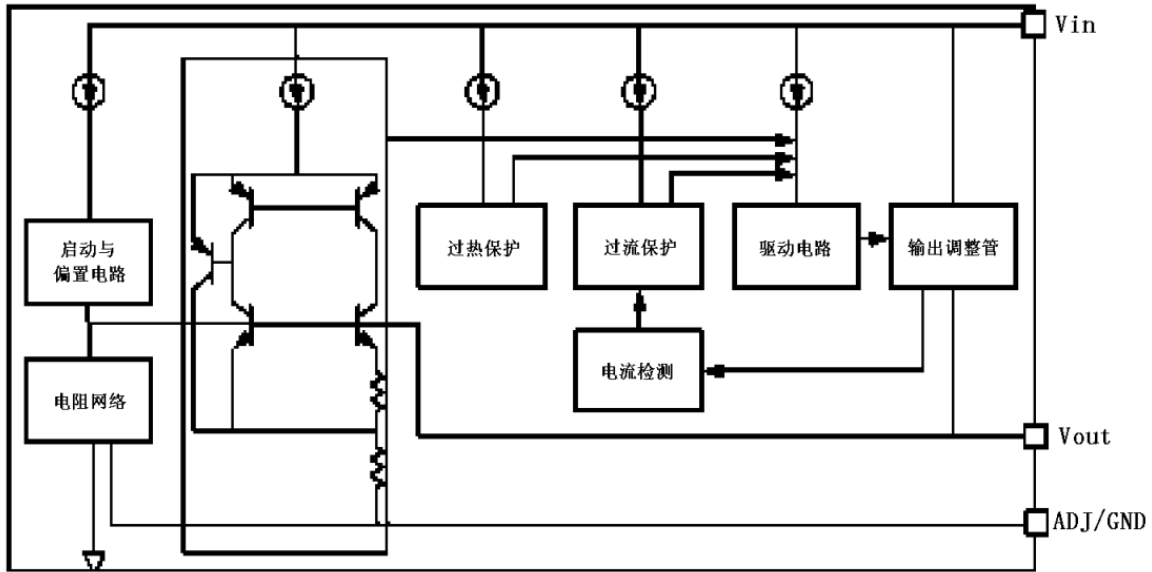 Vin
启动与
偏置电路
过热保护
过流保护
驱动电路
输出调整管
电流检测
电阻网络
Vout
ADJ/GND